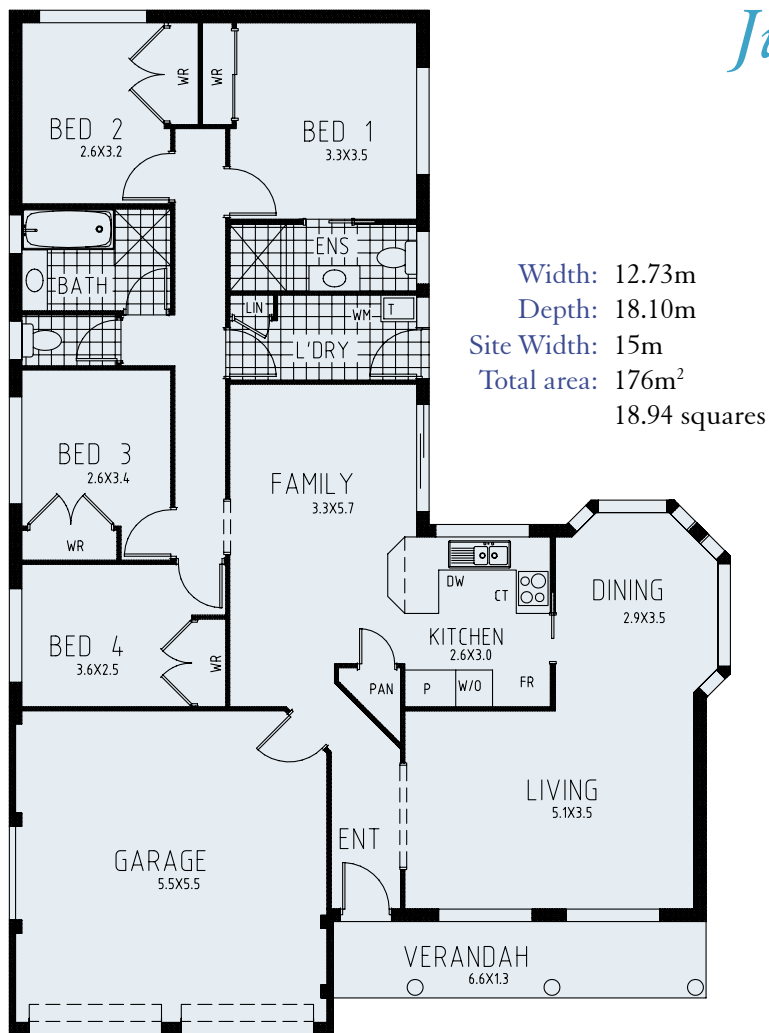 Ju
WR
WR
BED 2
2.6X3.2
BED 1
3.3X3.5
ENS
BATH
LIN
WM
T
L'DRY
Width: 12.73m
Depth: 18.10m
Site Width: 15m
Total area: 176m²
18.94 squares
BED 3
2.6X3.4
WR
FAMILY
3.3X5.7
DW
CT
KITCHEN
2.6X3.0
DINING
2.9X3.5
BED 4
3.6X2.5
WR
PAN
P
W/O
FR
LIVING
5.1X3.5
GARAGE
5.5X5.5
ENT
VERANDAH
6.6X1.3